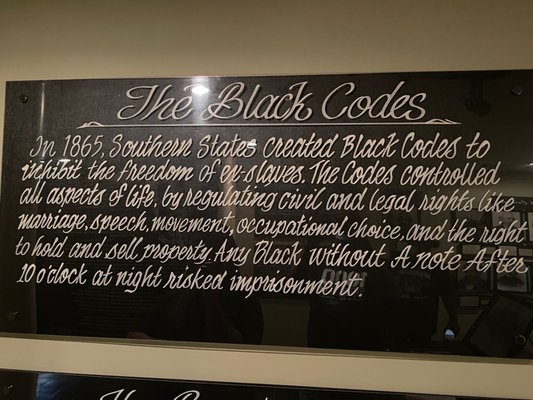 The Black Codes
In 1865, Southern States created Black Codes to
inhibit the freedom of ex-slaves. The Codes controlled
all aspects of life, by regulating civil and legal rights like
marriage, speech, movement, occupational choice, and the right
to hold and sell property. Any Black without A note After
10 o'clock at night risked imprisonment.